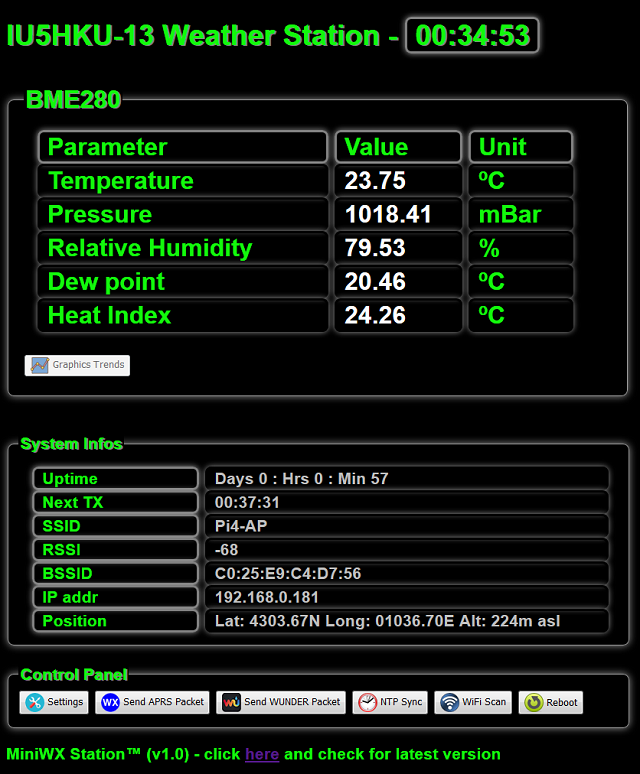 IU5HKU-13 Weather Station - 00:34:53
BME280
Parameter Value Unit
Temperature 23.75 ºC
Pressure 1018.41 mBar
Relative Humidity 79.53 %
Dew point 20.46 ºC
Heat Index 24.26 ºC
Graphics Trends
System Infos
Uptime Days 0 : Hrs 0 : Min 57
Next TX 00:37:31
SSID Pi4-AP
RSSI -68
BSSID C0:25:E9:C4:D7:56
IP addr 192.168.0.181
Position Lat: 4303.67N Long: 01036.70E Alt: 224m asl
Control Panel
Settings WX Send APRS Packet wu Send WUNDER Packet NTP Sync WiFi Scan Reboot
MiniWX Station™ (v1.0) - click here and check for latest version